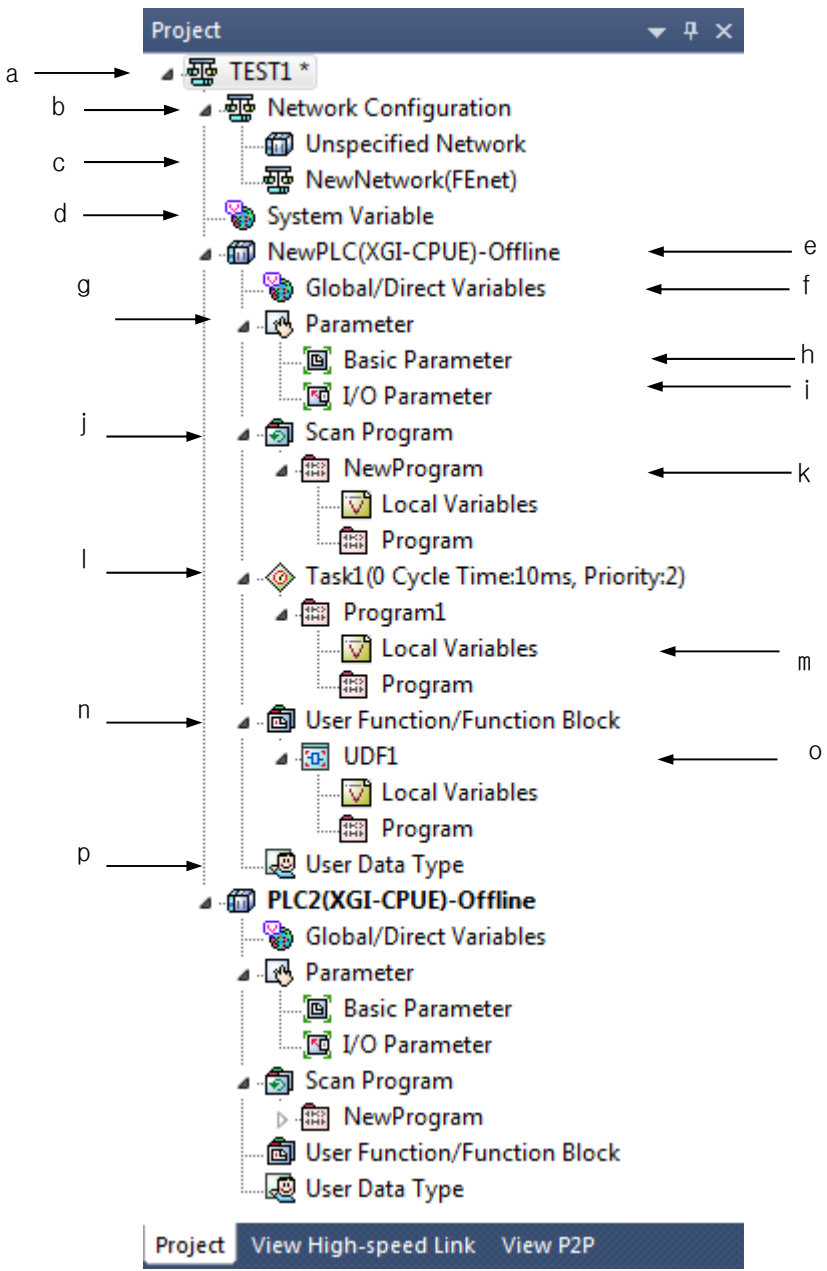 Project
a
TEST1 *
b
Network Configuration
c
Unspecified Network
NewNetwork(FEnet)
d
System Variable
NewPLC(XGI-CPUE)-Offline
e
g
Global/Direct Variables
f
Parameter
Basic Parameter
h
I/O Parameter
i
j
Scan Program
NewProgram
k
Local Variables
Program
l
Task1(0 Cycle Time:10ms, Priority:2)
Program1
Local Variables
m
Program
n
User Function/Function Block
UDF1
o
Local Variables
Program
p
User Data Type
PLC2(XGI-CPUE)-Offline
Global/Direct Variables
Parameter
Basic Parameter
I/O Parameter
Scan Program
NewProgram
User Function/Function Block
User Data Type
Project View High-speed Link View P2P